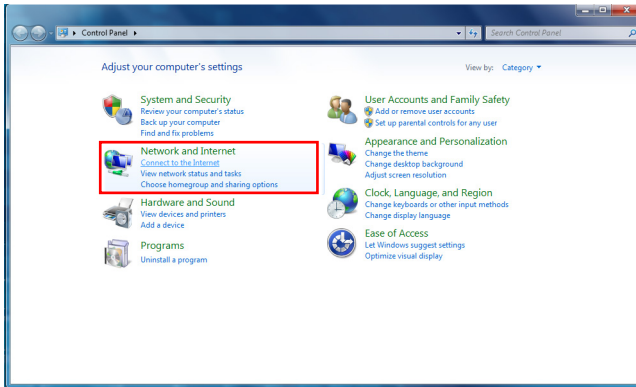 Control Panel
Search Control Panel
Adjust your computer's settings
View by: Category
System and Security
Review your computer's status
Back up your computer
Find and fix problems
Network and Internet
Connect to the Internet
View network status and tasks
Choose homegroup and sharing options
Hardware and Sound
View devices and printers
Add a device
Programs
Uninstall a program
User Accounts and Family Safety
Add or remove user accounts
Set up parental controls for any user
Appearance and Personalization
Change the theme
Change desktop background
Adjust screen resolution
Clock, Language, and Region
Change keyboards or other input methods
Change display language
Ease of Access
Let Windows suggest settings
Optimize visual display